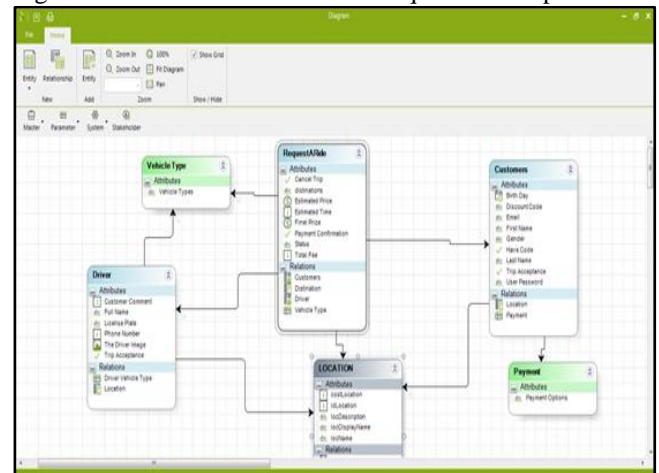 Diagram
File
Home
Entity
Relationship
Entity
Zoom In
Zoom Out
100%
Fit Diagram
Pan
Show Grid
New
Add
Zoom
Show / Hide
Master
Parameter
System
Stakeholder
Vehicle Type
Attributes
Vehicle Types
RequestARide
Attributes
Cancel Trip
distinations
Estimated Price
Estimated Time
Final Price
Payment Confirmation
Status
Total Fee
Relations
Customers
Distination
Driver
Vehicle Type
Customers
Attributes
Birth Day
Discount Code
Email
First Name
Gender
Have Code
Last Name
Trip Acceptance
User Password
Relations
Location
Payment
Driver
Attributes
Customer Comment
Full Name
License Plate
Phone Number
The Driver Image
Trip Acceptance
Relations
Driver Vehicle Type
Location
LOCATION
Attributes
costLocation
idLocation
locDescription
locDisplayName
locName
Relations
Payment
Attributes
Payment Options